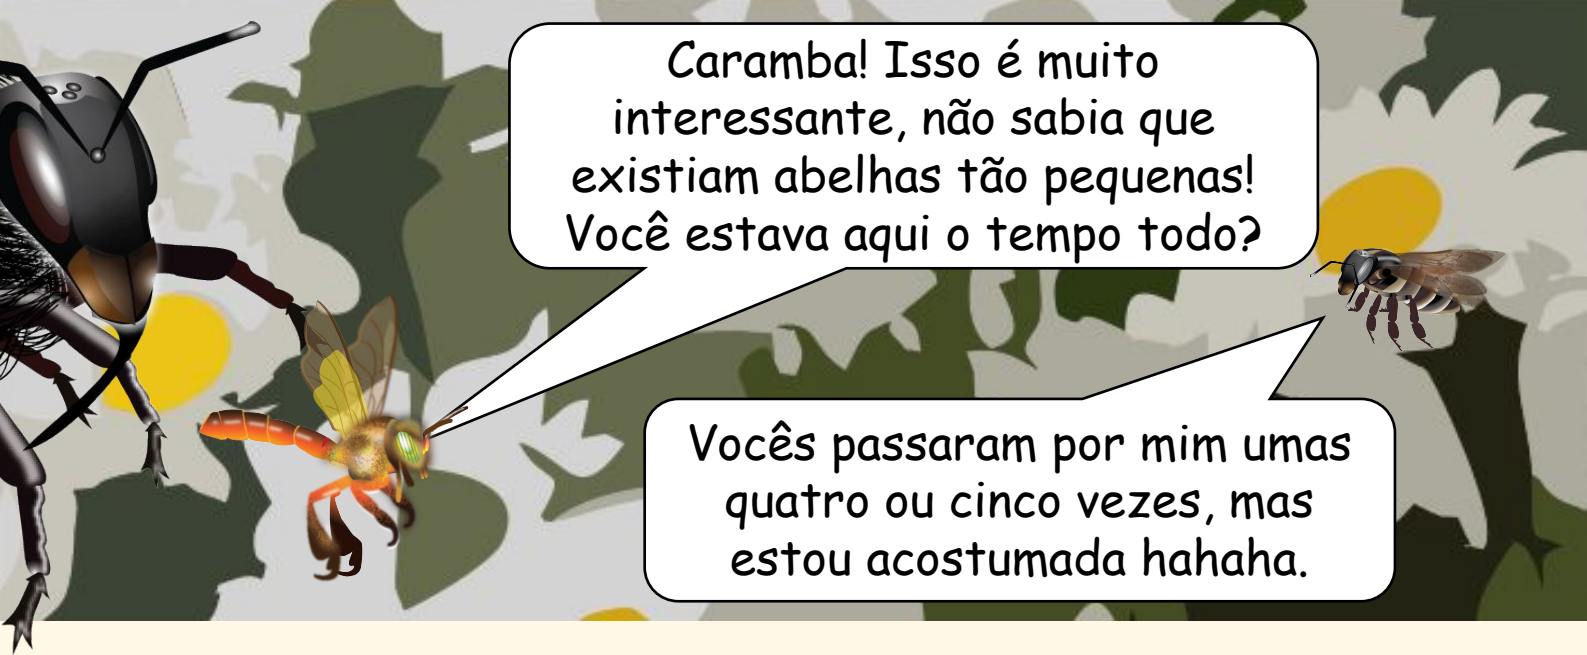 Caramba! Isso é muito
interessante, não sabia que
existiam abelhas tão pequenas!
Você estava aqui o tempo todo?
Vocês passaram por mim umas
quatro ou cinco vezes, mas
estou acostumada hahaha.